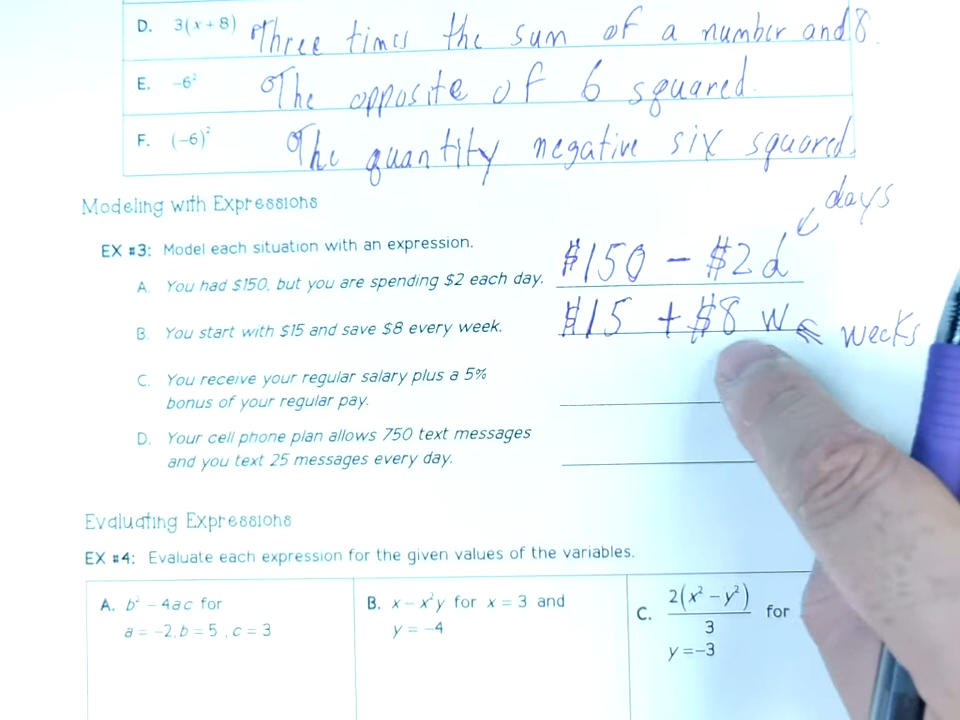 D. 3(x + 8) Three times the sum of a number and 8.
E. -6² The opposite of 6 squared.
F. (-6)² The quantity negative six squared.
Modeling with Expressions
days
EX #3: Model each situation with an expression.
A. You had $150, but you are spending $2 each day. $150 - $2d
B. You start with $15 and save $8 every week. $15 + $8 w weeks
C. You receive your regular salary plus a 5%
bonus of your regular pay.
D. Your cell phone plan allows 750 text messages
and you text 25 messages every day.
Evaluating Expressions
EX #4: Evaluate each expression for the given values of the variables.
A. b² - 4ac for
a = -2, b = 5, c = 3
B. x - x²y for x = 3 and
y = -4
C. 2(x² - y²)
3
for
y = -3